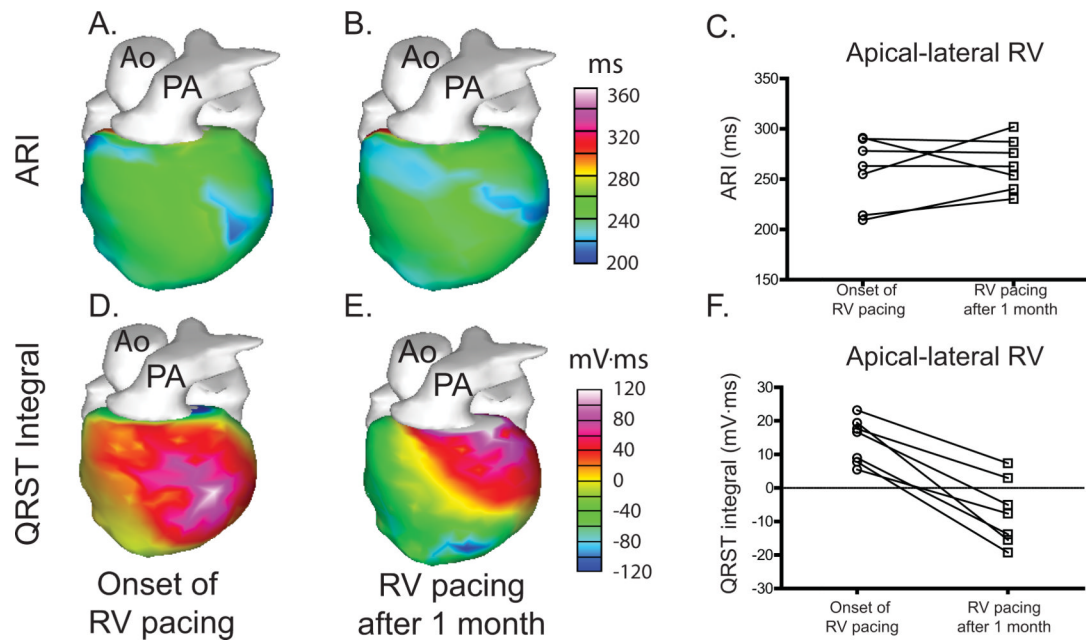 A.
Ao
PA
B.
Ao
PA
ms
360
320
280
240
200
ARI
C.
Apical-lateral RV
ARI (ms)
350
300
250
200
150
Onset of
RV pacing
RV pacing
after 1 month
D.
Ao
PA
E.
Ao
PA
mV·ms
120
80
40
0
-40
-80
-120
QRST Integral
Onset of
RV pacing
RV pacing
after 1 month
F.
Apical-lateral RV
QRST integral (mV·ms)
30
20
10
0
-10
-20
-30
Onset of
RV pacing
RV pacing
after 1 month